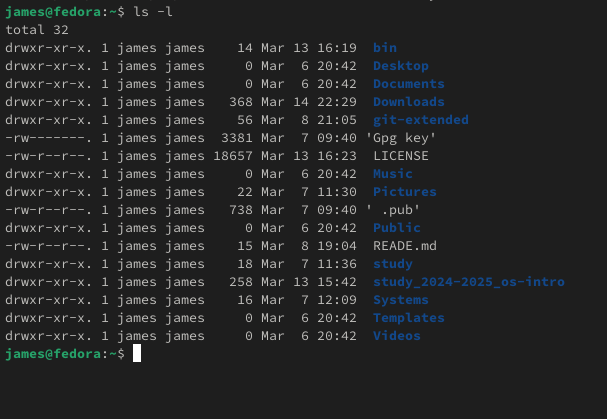 james@fedora:~$ ls -l
total 32
drwxr-xr-x. 1 james james    14 Mar 13 16:19  bin
drwxr-xr-x. 1 james james     0 Mar  6 20:42  Desktop
drwxr-xr-x. 1 james james     0 Mar  6 20:42  Documents
drwxr-xr-x. 1 james james   368 Mar 14 22:29  Downloads
drwxr-xr-x. 1 james james    56 Mar  8 21:05  git-extended
-rw-------. 1 james james  3381 Mar  7 09:40 'Gpg key'
-rw-r--r--. 1 james james 18657 Mar 13 16:23  LICENSE
drwxr-xr-x. 1 james james     0 Mar  6 20:42  Music
drwxr-xr-x. 1 james james    22 Mar  7 11:30  Pictures
-rw-r--r--. 1 james james   738 Mar  7 09:40 ' .pub'
drwxr-xr-x. 1 james james     0 Mar  6 20:42  Public
-rw-r--r--. 1 james james    15 Mar  8 19:04  READE.md
drwxr-xr-x. 1 james james    18 Mar  7 11:36  study
drwxr-xr-x. 1 james james   258 Mar 13 15:42  study_2024-2025_os-intro
drwxr-xr-x. 1 james james    16 Mar  7 12:09  Systems
drwxr-xr-x. 1 james james     0 Mar  6 20:42  Templates
drwxr-xr-x. 1 james james     0 Mar  6 20:42  Videos
james@fedora:~$